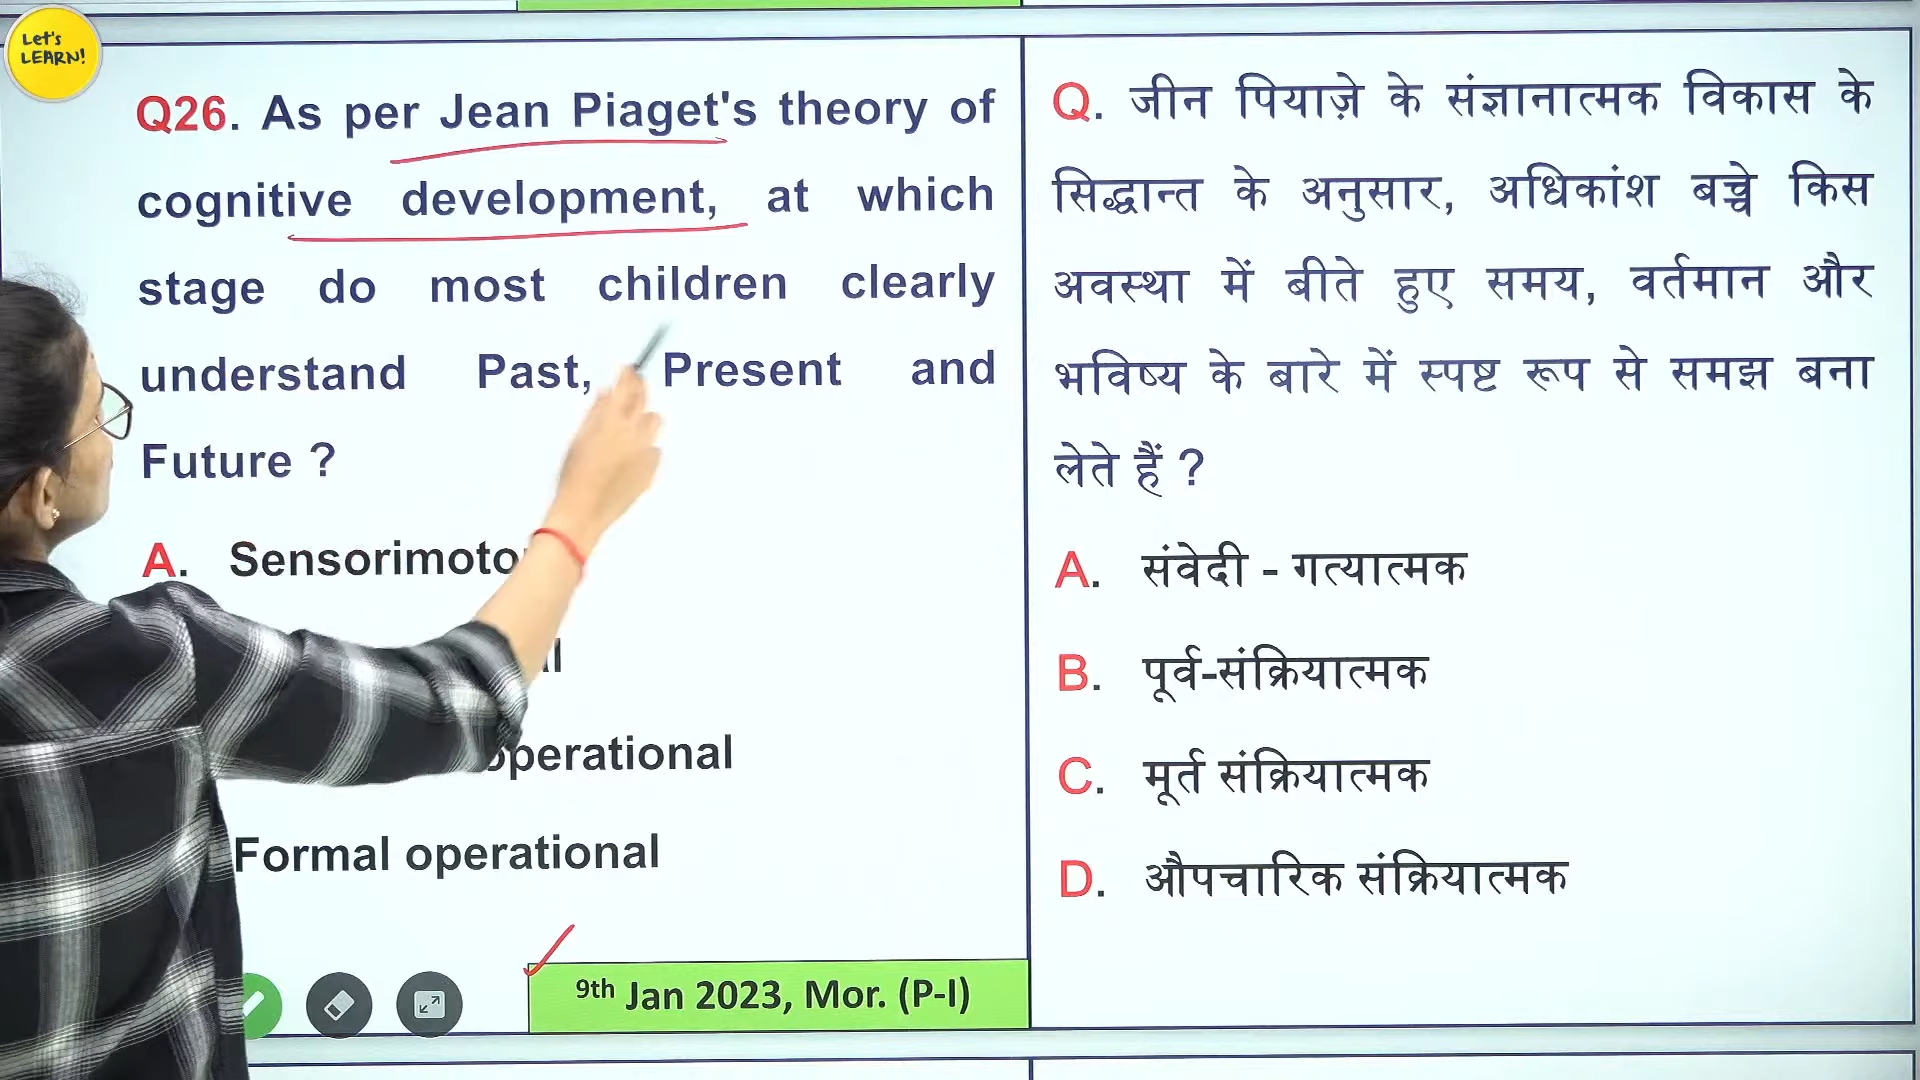 Let's
LEARN!
Q26. As per Jean Piaget's theory of
cognitive development, at which
stage do most children clearly
understand Past, Present and
Future ?
A. Sensorimoto
operational
Formal operational
9th Jan 2023, Mor. (P-I)
Q. जीन पियाज़े के संज्ञानात्मक विकास के
सिद्धान्त के अनुसार, अधिकांश बच्चे किस
अवस्था में बीते हुए समय, वर्तमान और
भविष्य के बारे में स्पष्ट रूप से समझ बना
लेते हैं ?
A. संवेदी - गत्यात्मक
B. पूर्व-संक्रियात्मक
C. मूर्त संक्रियात्मक
D. औपचारिक संक्रियात्मक